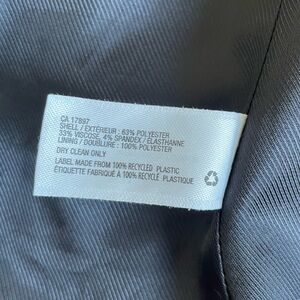 CA 17897
SHELL / EXTÉRIEUR : 63% POLYESTER
33% VISCOSE, 4% SPANDEX / ÉLASTHANNE
LINING / DOUBLURE : 100% POLYESTER
DRY CLEAN ONLY
LABEL MADE FROM 100% RECYCLED PLASTIC
ÉTIQUETTE FABRIQUÉ À 100% RECYCLÉ PLASTIQUE